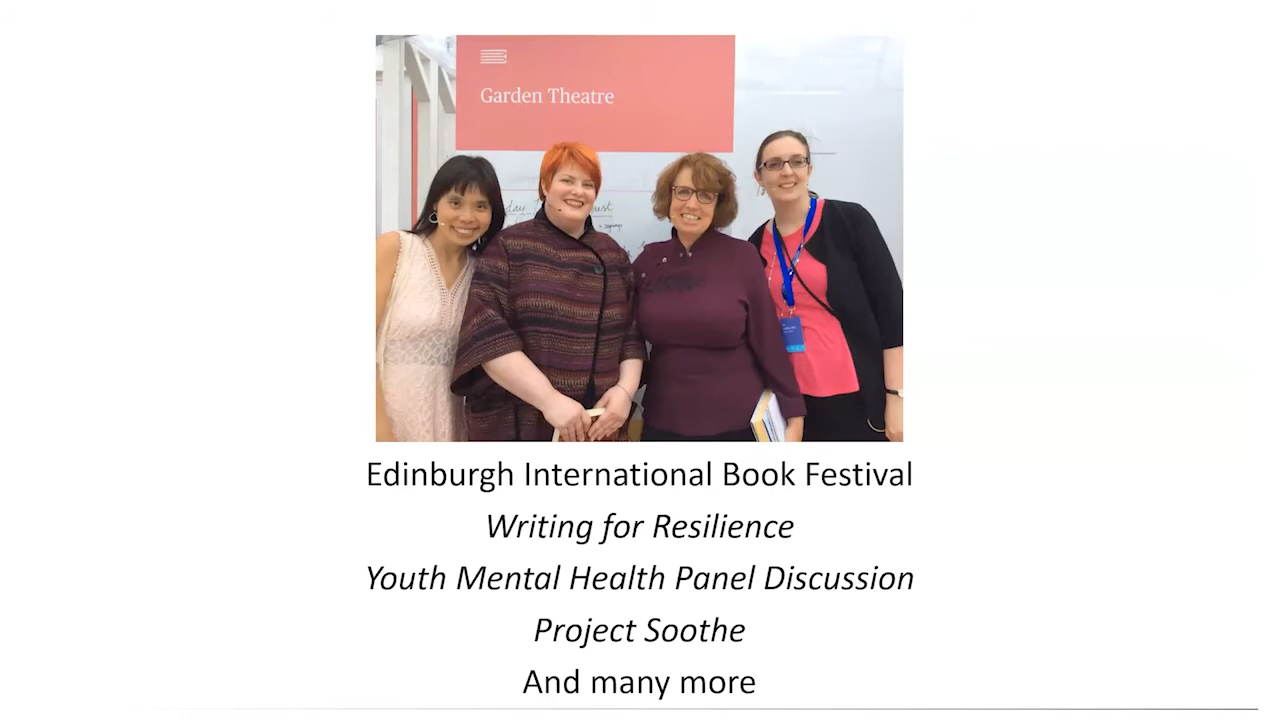 Garden Theatre
Edinburgh International Book Festival
Writing for Resilience
Youth Mental Health Panel Discussion
Project Soothe
And many more